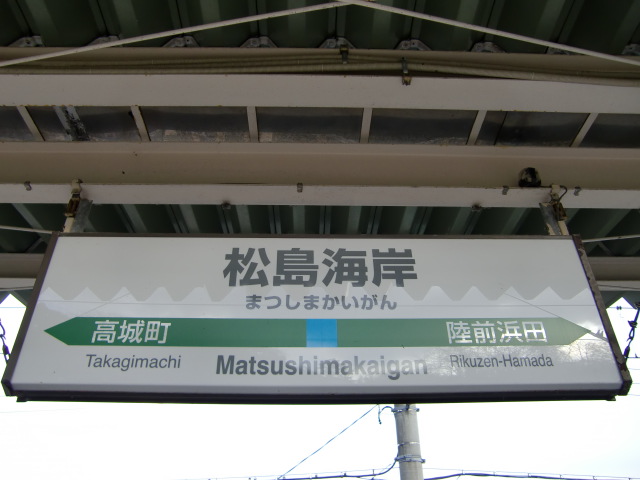 松島海岸
まつしまかいがん
高城町 陸前浜田
Takagimachi Matsushimakaigan Rikuzen-Hamada